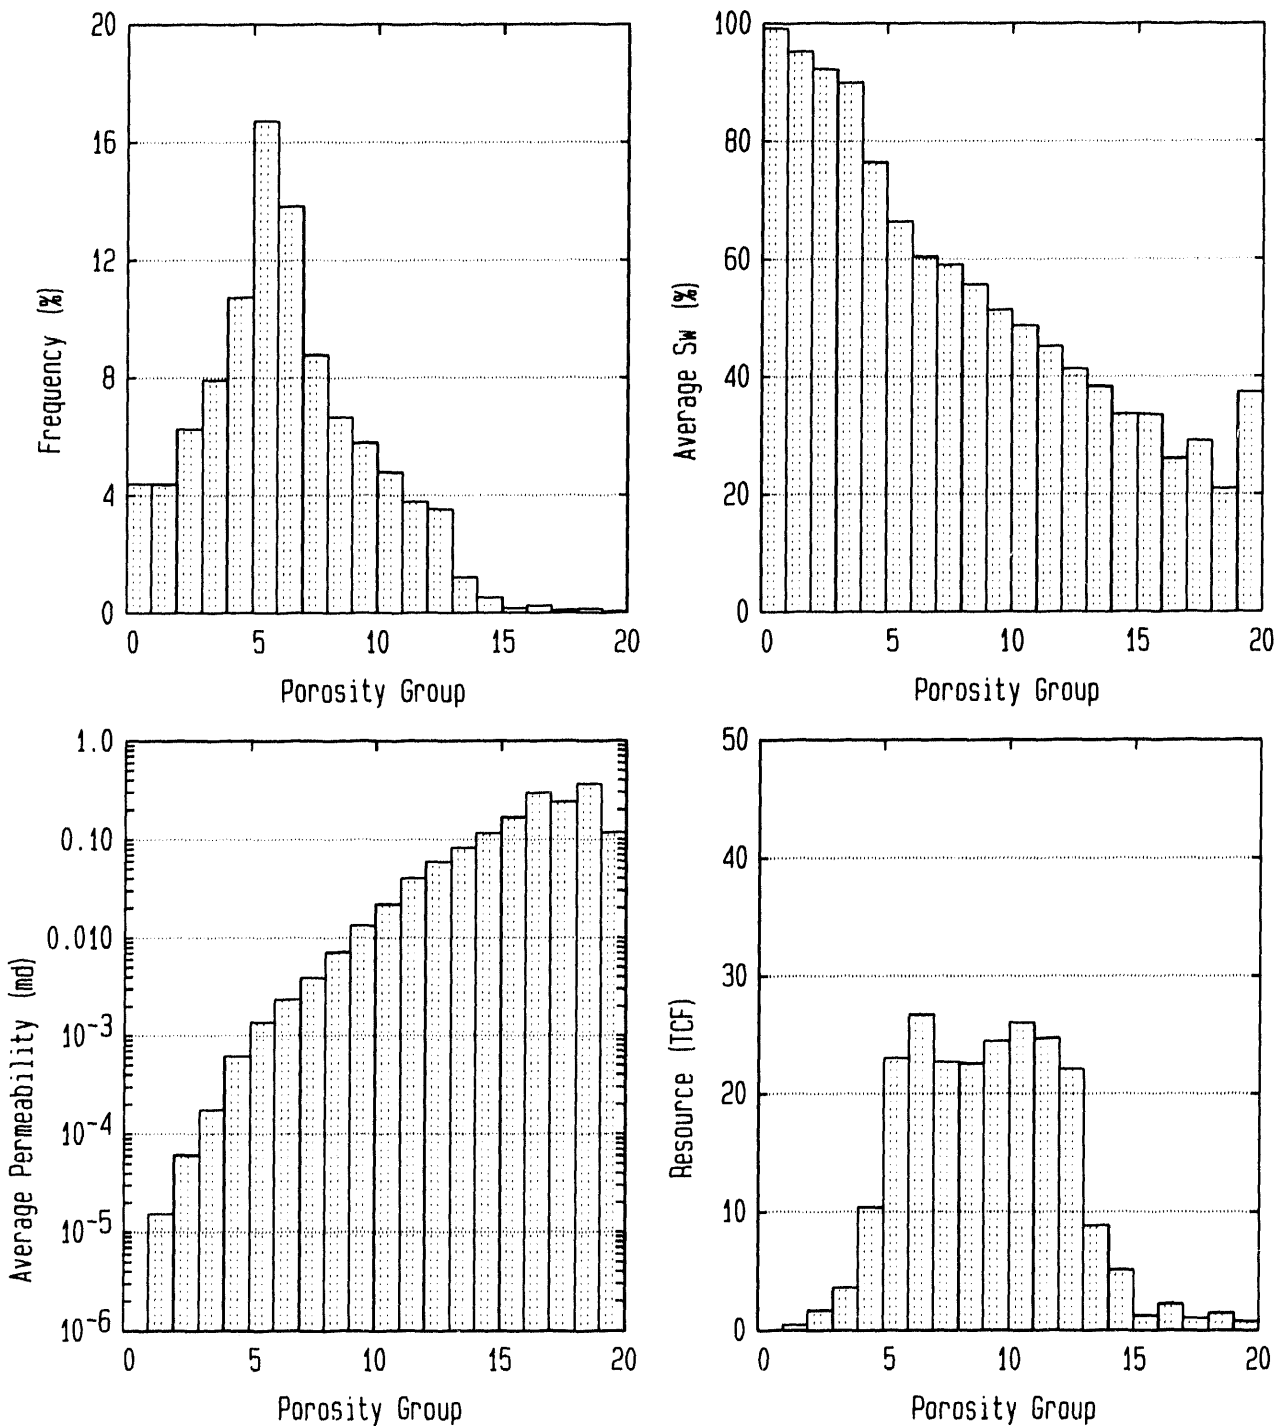 20
16
12
8
4
0
Frequency (%)
0 5 10 15 20
Porosity Group
100
80
60
40
20
0
Average Sw (%)
0 5 10 15 20
Porosity Group
1.0
0.10
0.010
10⁻³
10⁻⁴
10⁻⁵
10⁻⁶
Average Permeability (md)
0 5 10 15 20
Porosity Group
50
40
30
20
10
0
Resource (TCF)
0 5 10 15 20
Porosity Group